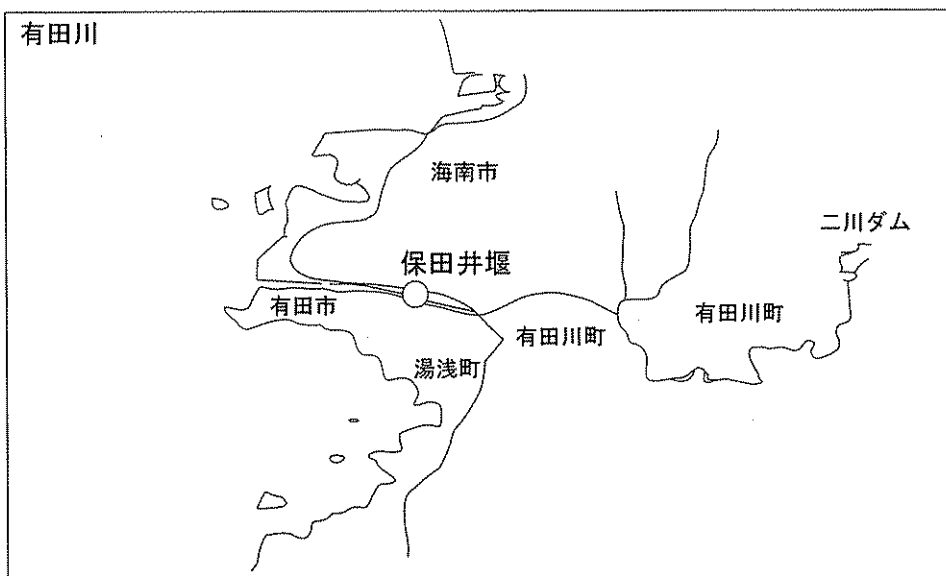 有田川
海南市
二川ダム
保田井堰
有田市
有田川町
有田川町
湯浅町